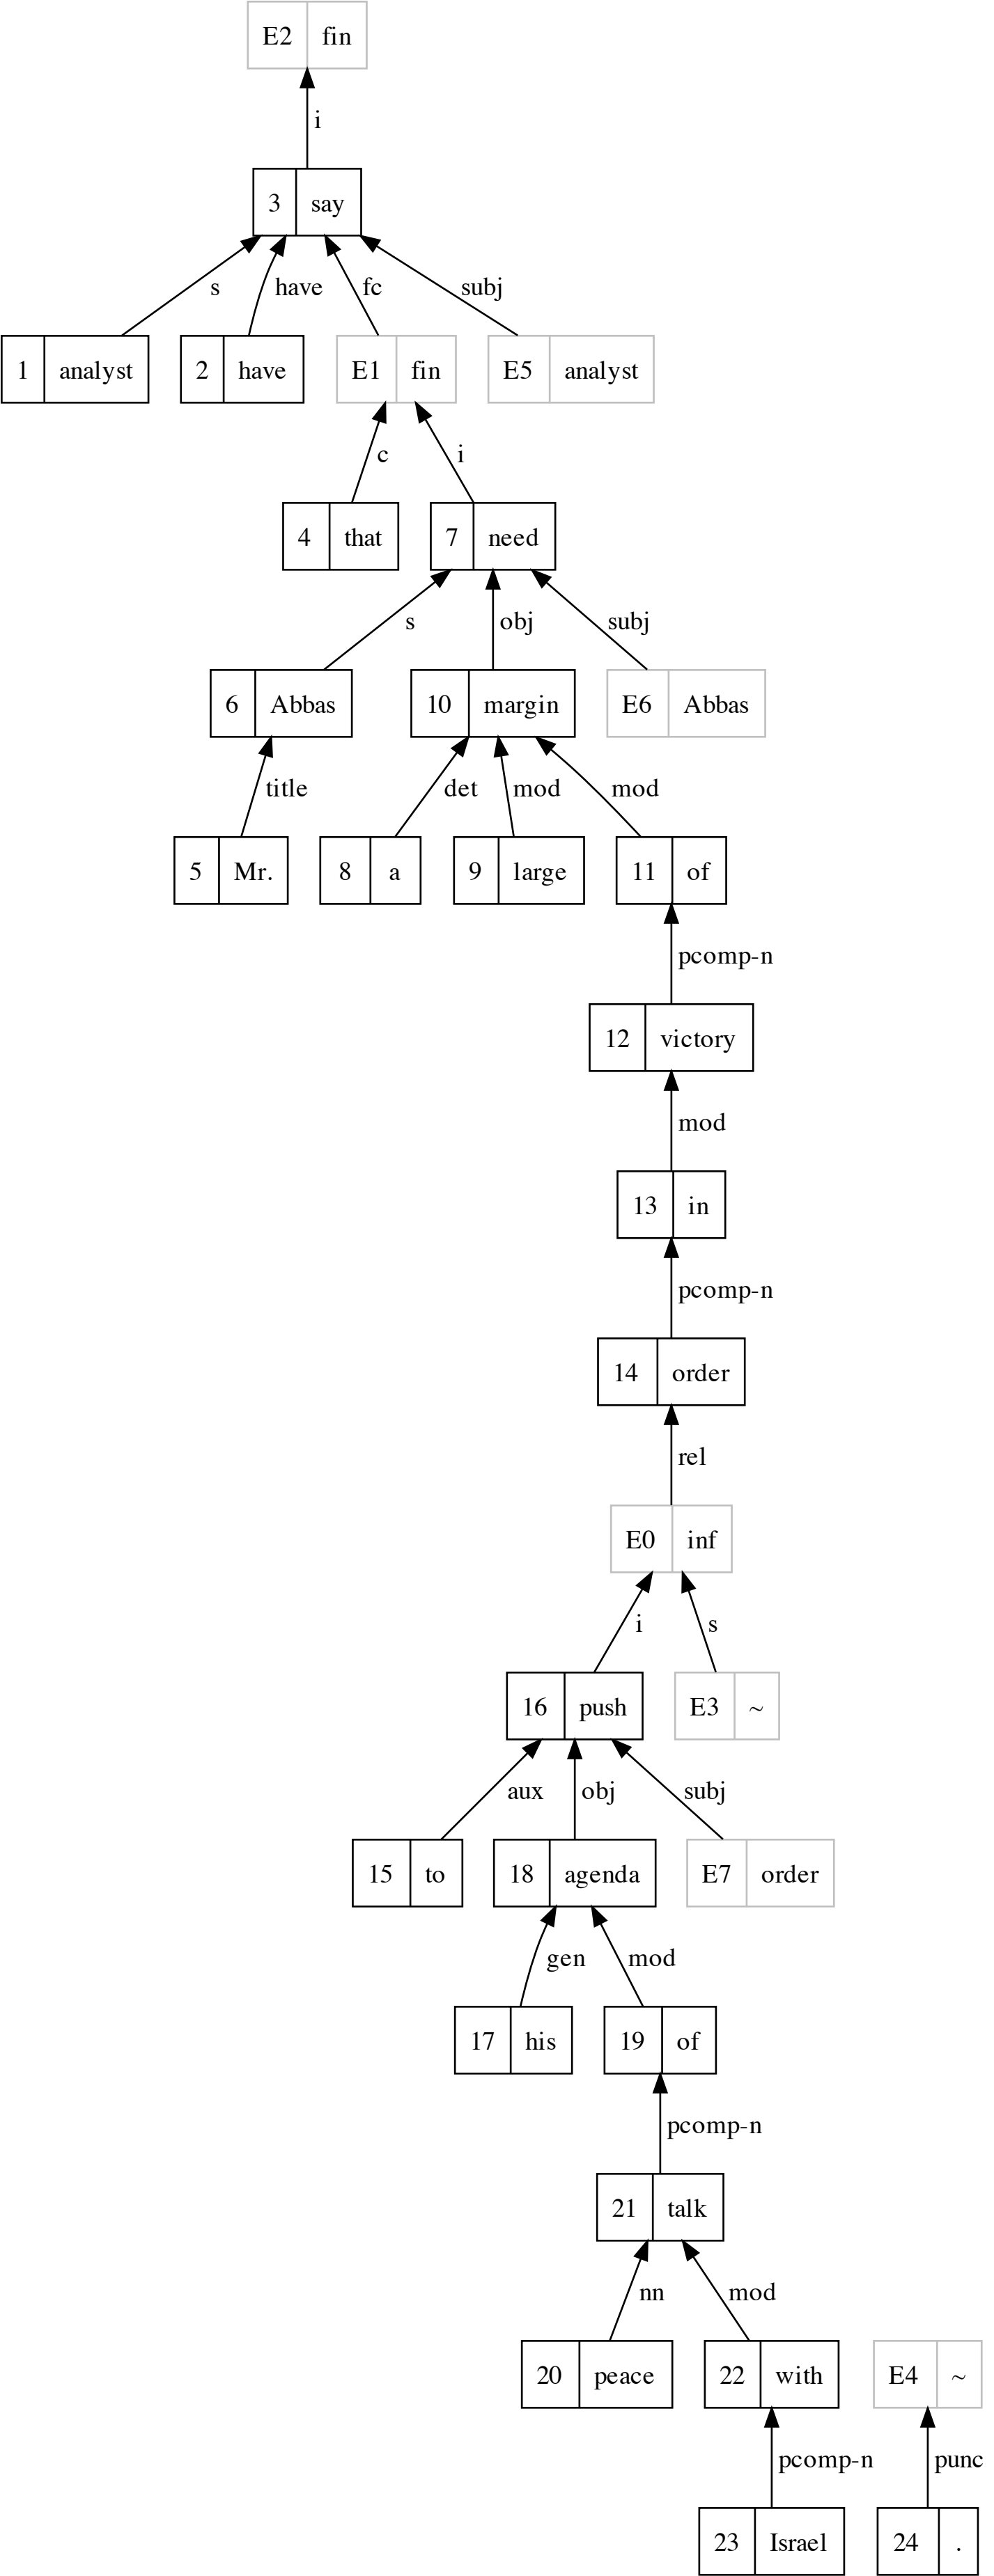 E2 fin
i
3 say
s have fc subj
1 analyst 2 have E1 fin E5 analyst
c i
4 that 7 need
s obj subj
6 Abbas 10 margin E6 Abbas
title det mod mod
5 Mr. 8 a 9 large 11 of
pcomp-n
12 victory
mod
13 in
pcomp-n
14 order
rel
E0 inf
i s
16 push E3 ~
aux obj subj
15 to 18 agenda E7 order
gen mod
17 his 19 of
pcomp-n
21 talk
nn mod
20 peace 22 with E4 ~
pcomp-n punc
23 Israel 24 .